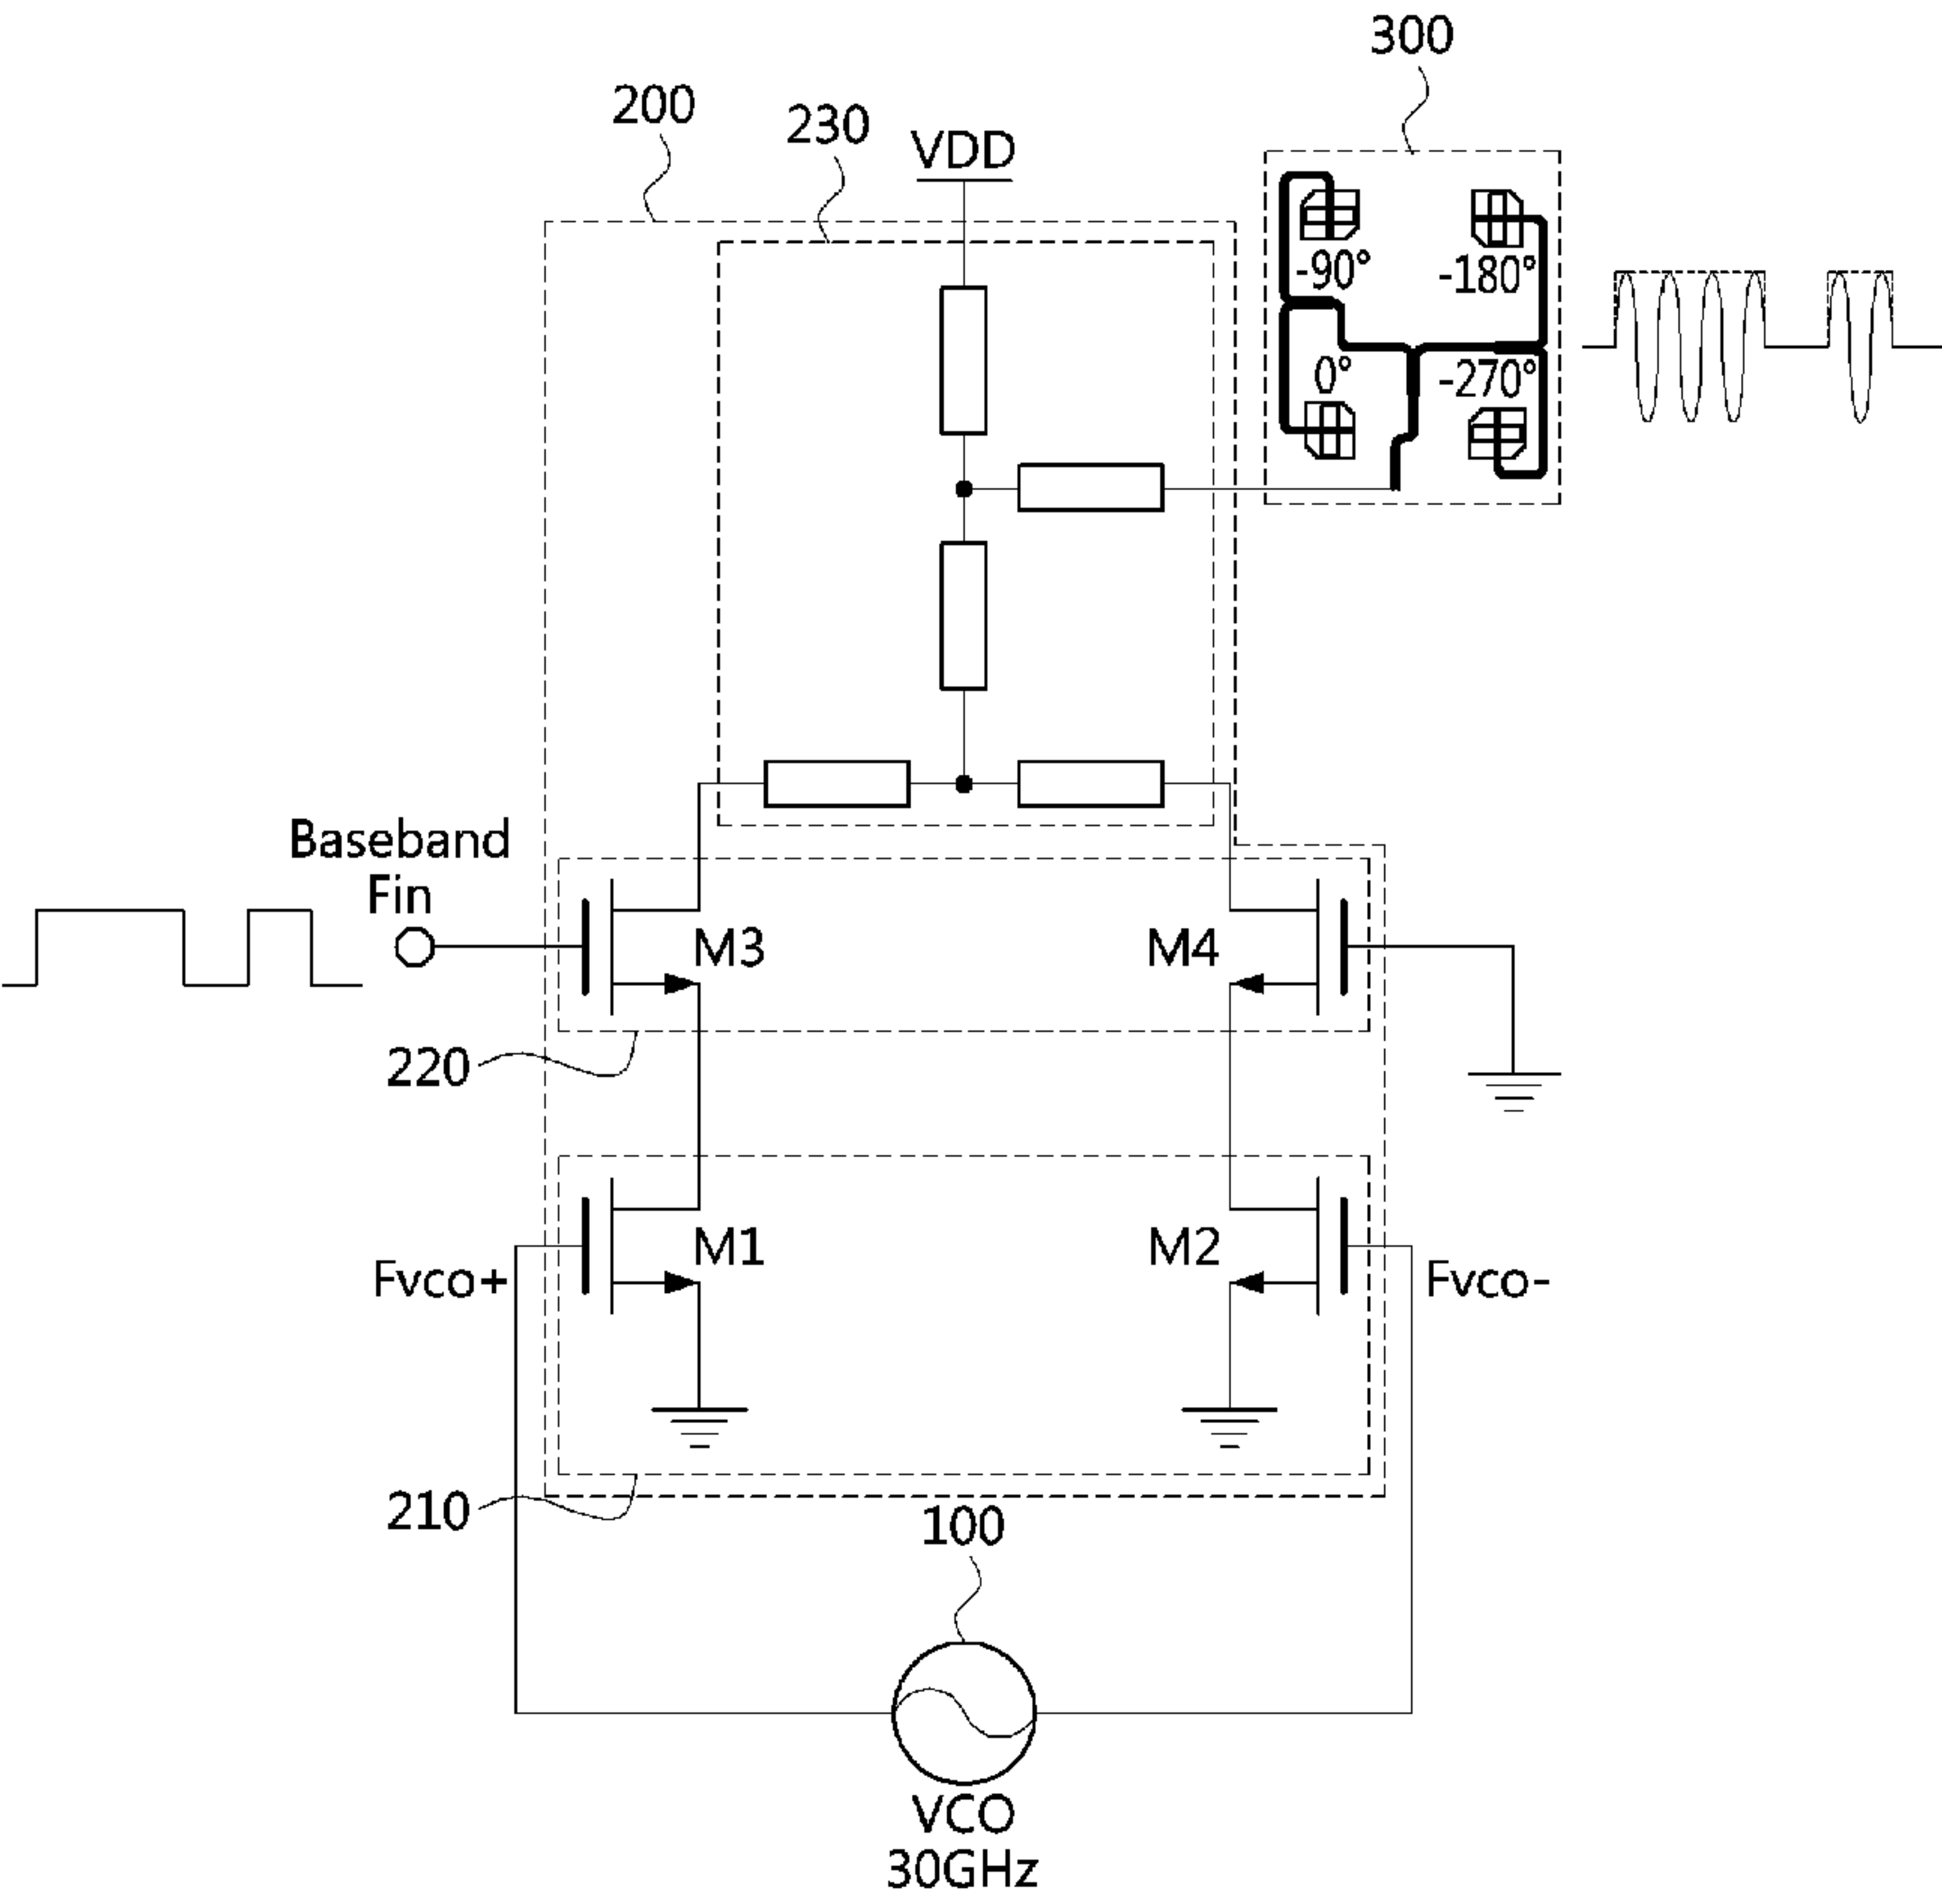 300
200
230
VDD
-90°
-180°
0°
-270°
Baseband
Fin
M3
M4
220
M1
M2
Fvco+
Fvco-
210
100
VCO
30GHz